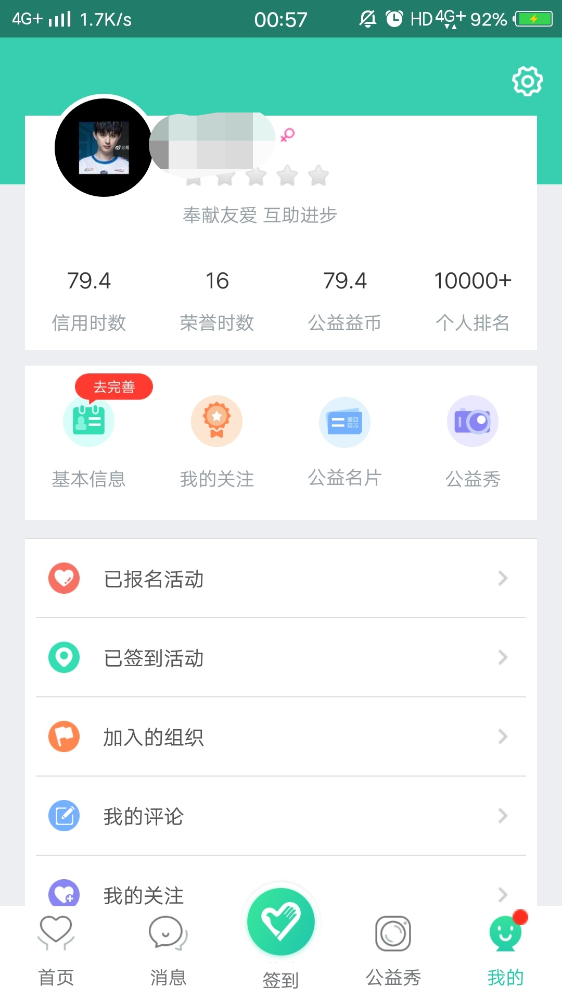 4G+ 1.7K/s 00:57 HD 4G+ 92%
奉献友爱 互助进步
79.4 16 79.4 10000+
信用时数 荣誉时数 公益益币 个人排名
去完善
基本信息 我的关注 公益名片 公益秀
已报名活动
已签到活动
加入的组织
我的评论
我的关注
首页 消息 签到 公益秀 我的